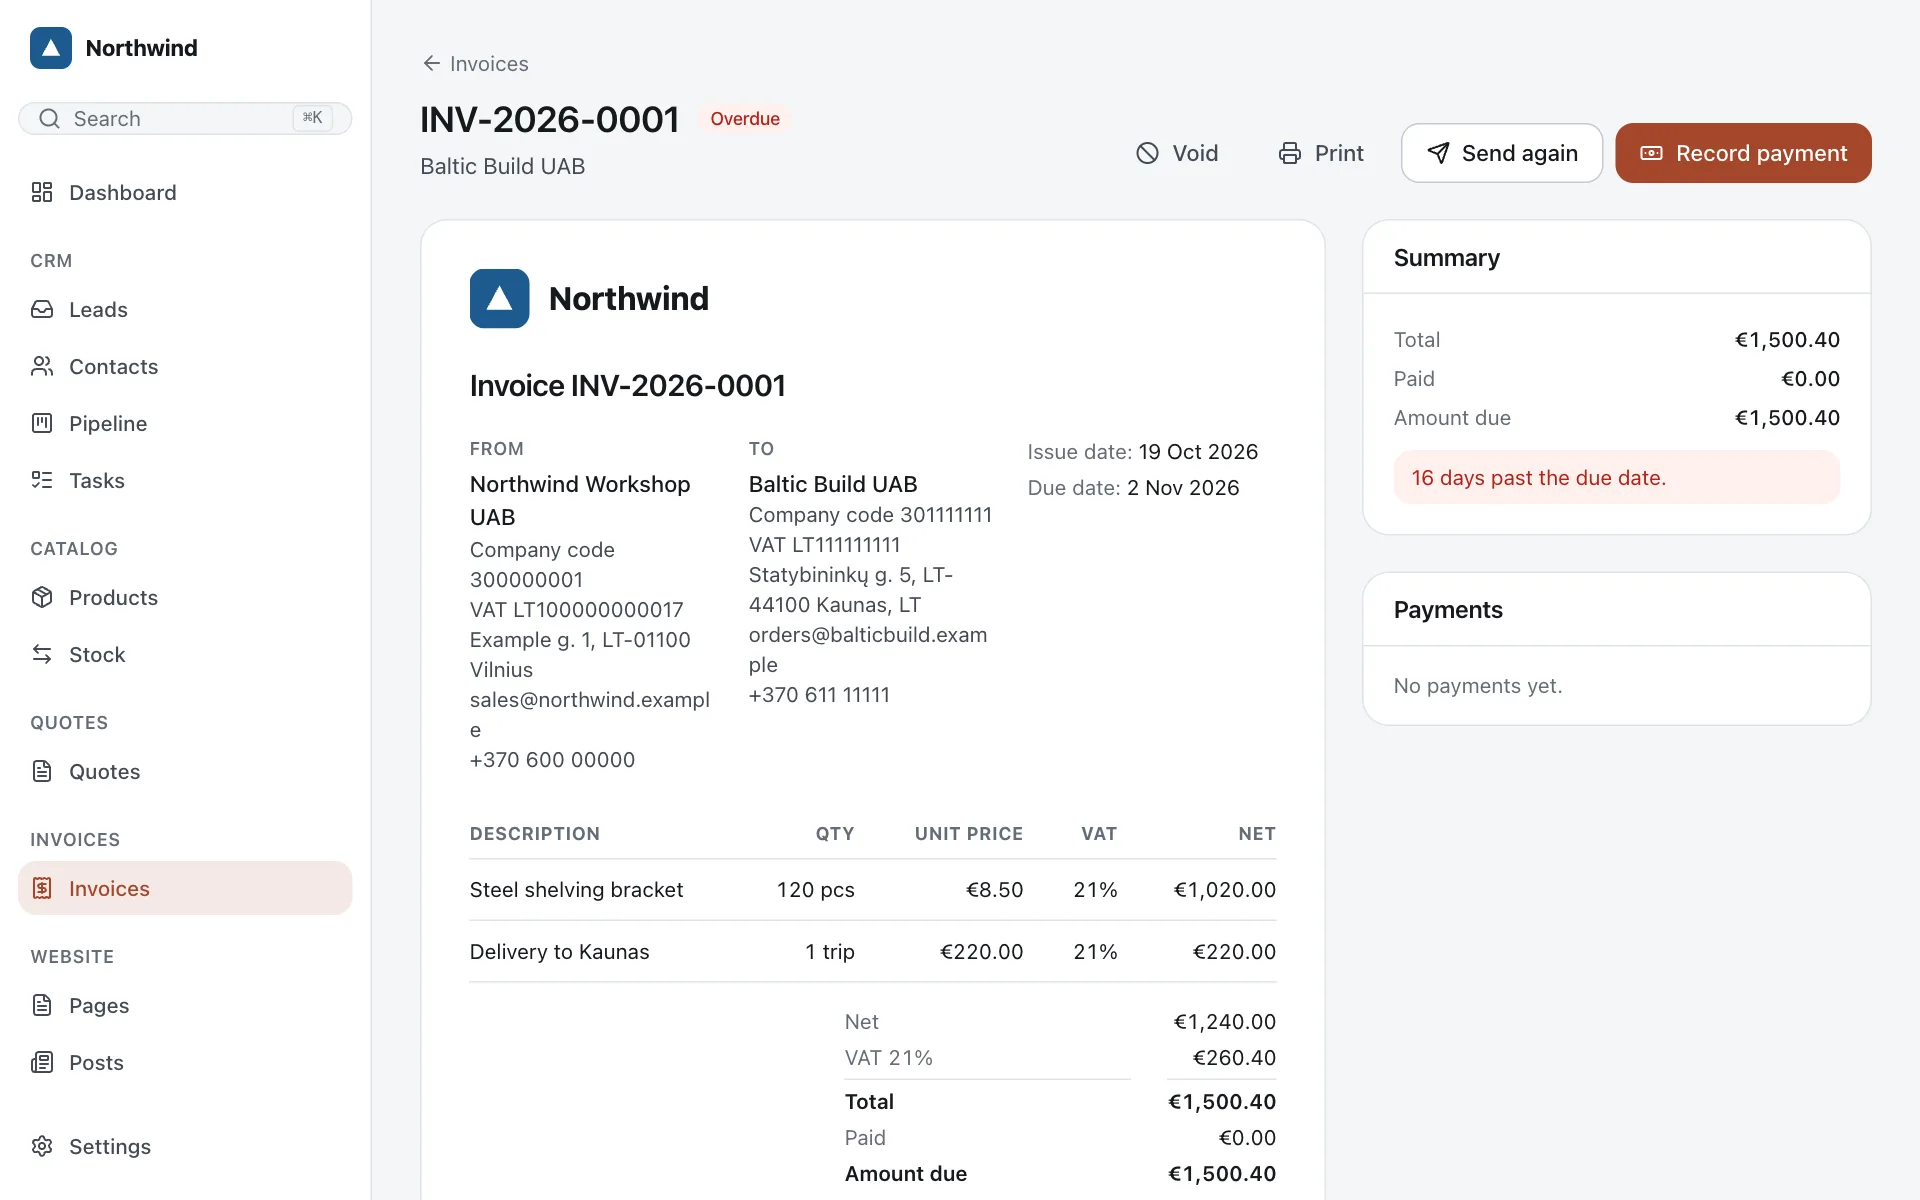 Northwind
Search ⌘K
Dashboard
CRM
Leads
Contacts
Pipeline
Tasks
CATALOG
Products
Stock
QUOTES
Quotes
INVOICES
Invoices
WEBSITE
Pages
Posts
Settings
← Invoices
INV-2026-0001 Overdue
Baltic Build UAB
Void Print Send again Record payment
Northwind
Invoice INV-2026-0001
FROM
Northwind Workshop
UAB
Company code
300000001
VAT LT100000000017
Example g. 1, LT-01100
Vilnius
sales@northwind.exampl
e
+370 600 00000
TO
Baltic Build UAB
Company code 301111111
VAT LT111111111
Statybininkų g. 5, LT-
44100 Kaunas, LT
orders@balticbuild.exam
ple
+370 611 11111
Issue date: 19 Oct 2026
Due date: 2 Nov 2026
DESCRIPTION QTY UNIT PRICE VAT NET
Steel shelving bracket 120 pcs €8.50 21% €1,020.00
Delivery to Kaunas 1 trip €220.00 21% €220.00
Net €1,240.00
VAT 21% €260.40
Total €1,500.40
Paid €0.00
Amount due €1,500.40
Summary
Total €1,500.40
Paid €0.00
Amount due €1,500.40
16 days past the due date.
Payments
No payments yet.